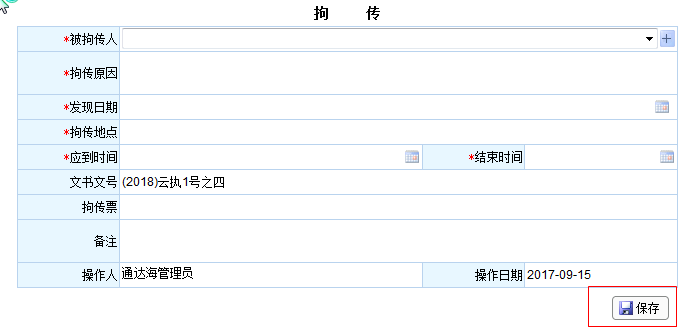 拘 传
*被拘传人
*拘传原因
*发现日期
*拘传地点
*应到时间 *结束时间
文书文号 (2018)云执1号之四
拘传票
备注
操作人 通达海管理员 操作日期 2017-09-15
保存